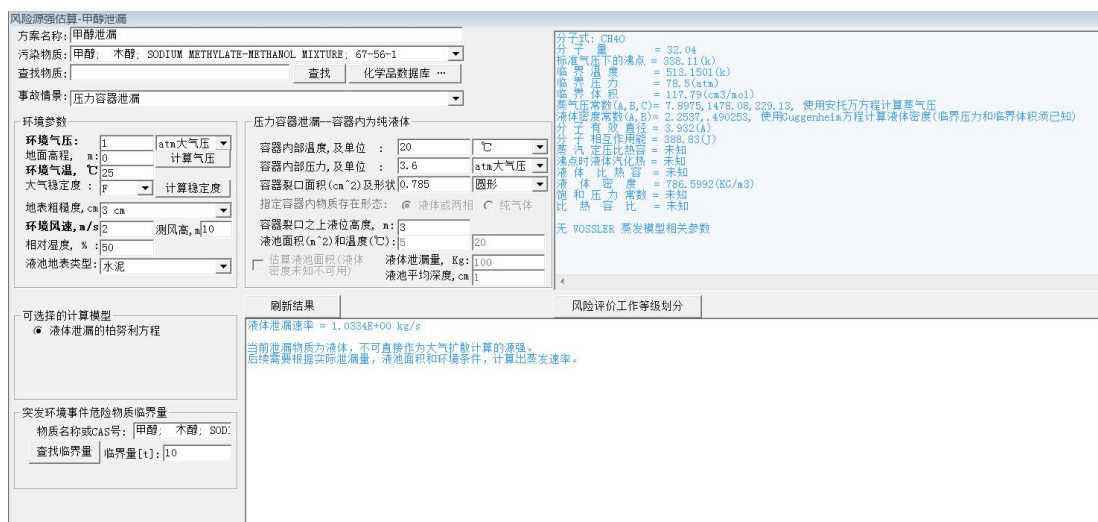 风险源强估算-甲醇泄漏
方案名称: 甲醇泄漏
污染物质: 甲醇; 木醇; SODIUM METHYLATE-METHANOL MIXTURE; 67-56-1
查找物质: 查找 化学品数据库 …
事故情景: 压力容器泄漏
环境参数
环境气压: 1 atm大气压
地面高程, m: 0 计算气压
环境气温, ℃ 25
大气稳定度: F 计算稳定度
地表粗糙度, cm 3 cm
环境风速, m/s 2 测风高, m 10
相对湿度, %: 50
液池地表类型: 水泥
压力容器泄漏--容器内为纯液体
容器内部温度, 及单位 : 20 ℃
容器内部压力, 及单位 : 3.6 atm大气压
容器裂口面积(cm^2)及形状 0.785 圆形
指定容器内物质存在形态: 液体或两相 纯气体
容器裂口之上液位高度, m: 3
液池面积(m^2)和温度(℃): 5 20
估算液池面积(液体密度未知不可用) 液体泄漏量, Kg: 100
液池平均深度, cm 1
分子式: CH4O
分 子 量 = 32.04
标准气压下的沸点 = 338.11(k)
临 界 温 度 = 513.1501(k)
临 界 压 力 = 78.5(atm)
临 界 体 积 = 117.79(cm3/mol)
蒸气压常数(A,B,C)= 7.8975,1478.08,229.13, 使用安托万方程计算蒸气压
液体密度常数(A,B)= 2.2537,.490253, 使用Guggenheim方程计算液体密度(临界压力和临界体积须已知)
分 子 有 效 直径 = 3.932(A)
分 子 相互作用能 = 388.83(J)
蒸 汽 定压比热容 = 未知
沸点时液体汽化热 = 未知
液 体 比 热 容 = 未知
液 体 密 度 = 786.5992(KG/m3)
饱 和 压 力 常数 = 未知
比 热 容 比 = 未知
无 VOSSLER 蒸发模型相关参数
刷新结果 风险评价工作等级划分
可选择的计算模型
液体泄漏的柏努利方程
液体泄漏速率 = 1.0334E+00 kg/s
当前泄漏物质为液体, 不可直接作为大气扩散计算的源强。
后续需要根据实际泄漏量, 液池面积和环境条件, 计算出蒸发速率。
突发环境事件危险物质临界量
物质名称或CAS号: 甲醇; 木醇; SOD
查找临界量 临界量[t]: 10